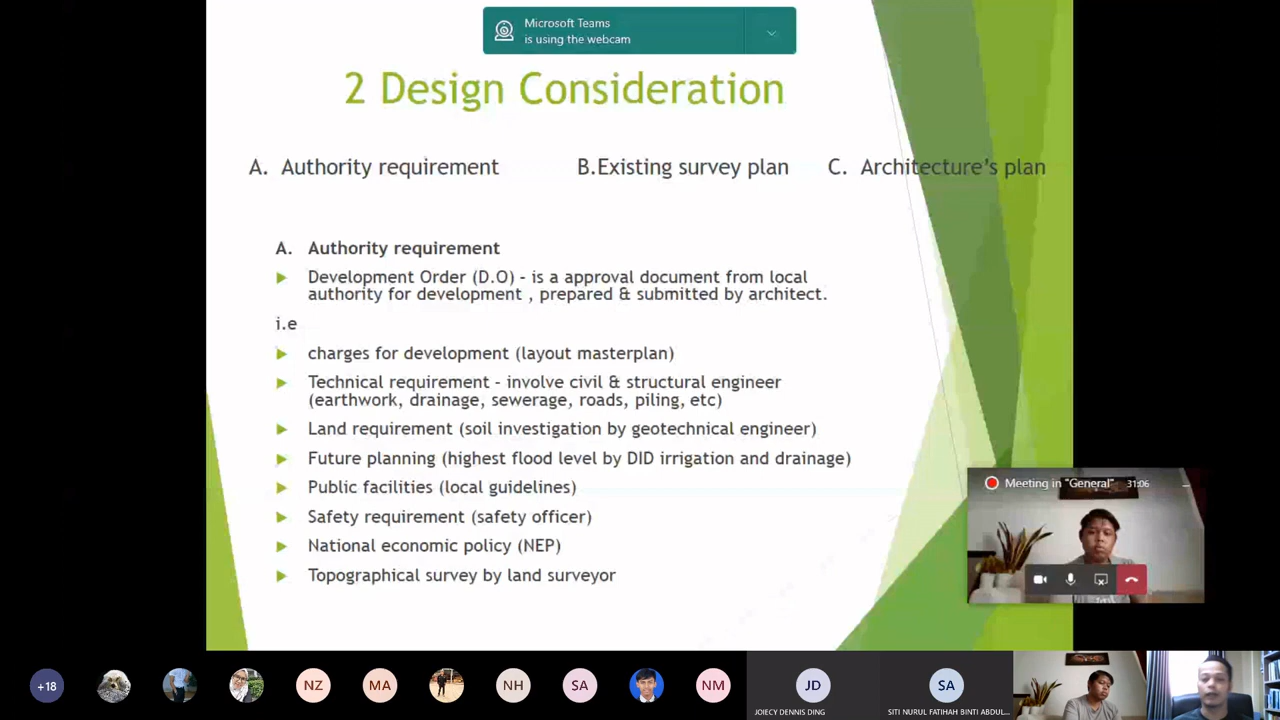 Microsoft Teams
is using the webcam
2 Design Consideration
A. Authority requirement
B.Existing survey plan
C. Architecture's plan
A. Authority requirement
Development Order (D.O) - is a approval document from local
authority for development , prepared & submitted by architect.
i.e
charges for development (layout masterplan)
Technical requirement - involve civil & structural engineer
(earthwork, drainage, sewerage, roads, piling, etc)
Land requirement (soil investigation by geotechnical engineer)
Future planning (highest flood level by DID irrigation and drainage)
Public facilities (local guidelines)
Safety requirement (safety officer)
National economic policy (NEP)
Topographical survey by land surveyor
Meeting in "General"
31:06
+18
NZ
MA
NH
SA
NM
JD
SA
JOIECY DENNIS DING
SITI NURUL FATIHAH BINTI ABDUL...